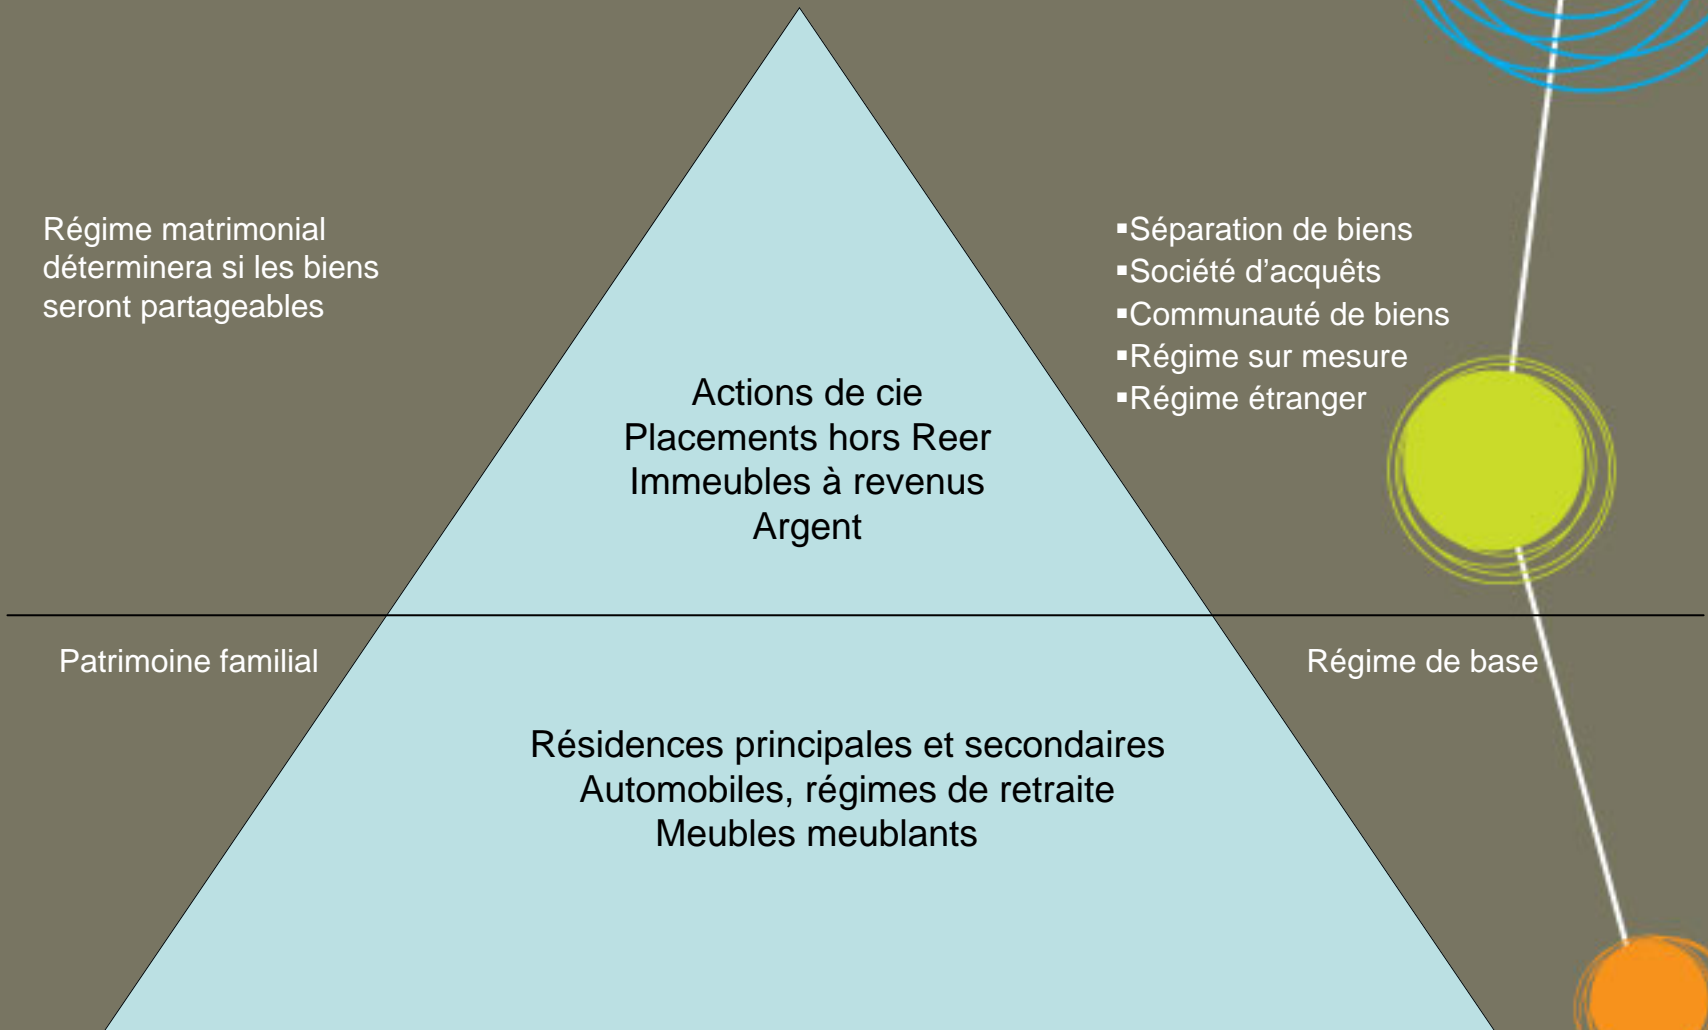 Régime matrimonial
déterminera si les biens
seront partageables
▪Séparation de biens
▪Société d'acquêts
▪Communauté de biens
▪Régime sur mesure
▪Régime étranger
Actions de cie
Placements hors Reer
Immeubles à revenus
Argent
Patrimoine familial
Régime de base
Résidences principales et secondaires
Automobiles, régimes de retraite
Meubles meublants